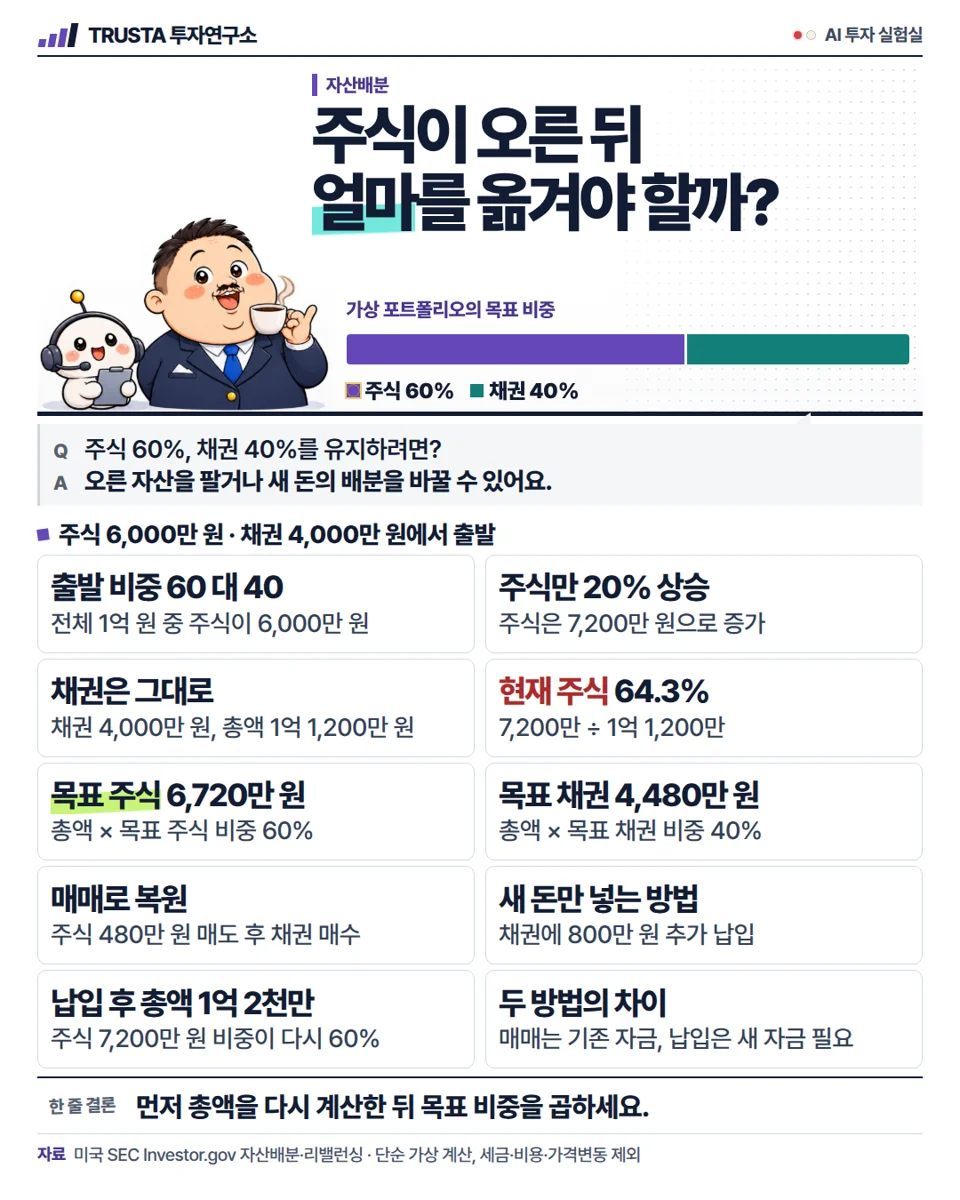 TRUSTA 투자연구소
AI 투자 실험실
자산배분
주식이 오른 뒤
얼마를 옮겨야 할까?
가상 포트폴리오의 목표 비중
주식 60% 채권 40%
Q 주식 60%, 채권 40%를 유지하려면?
A 오른 자산을 팔거나 새 돈의 배분을 바꿀 수 있어요.
주식 6,000만 원 · 채권 4,000만 원에서 출발
출발 비중 60 대 40
전체 1억 원 중 주식이 6,000만 원
주식만 20% 상승
주식은 7,200만 원으로 증가
채권은 그대로
채권 4,000만 원, 총액 1억 1,200만 원
현재 주식 64.3%
7,200만 ÷ 1억 1,200만
목표 주식 6,720만 원
총액 × 목표 주식 비중 60%
목표 채권 4,480만 원
총액 × 목표 채권 비중 40%
매매로 복원
주식 480만 원 매도 후 채권 매수
새 돈만 넣는 방법
채권에 800만 원 추가 납입
납입 후 총액 1억 2천만
주식 7,200만 원 비중이 다시 60%
두 방법의 차이
매매는 기존 자금, 납입은 새 자금 필요
한 줄 결론 먼저 총액을 다시 계산한 뒤 목표 비중을 곱하세요.
자료 미국 SEC Investor.gov 자산배분·리밸런싱 · 단순 가상 계산, 세금·비용·가격변동 제외